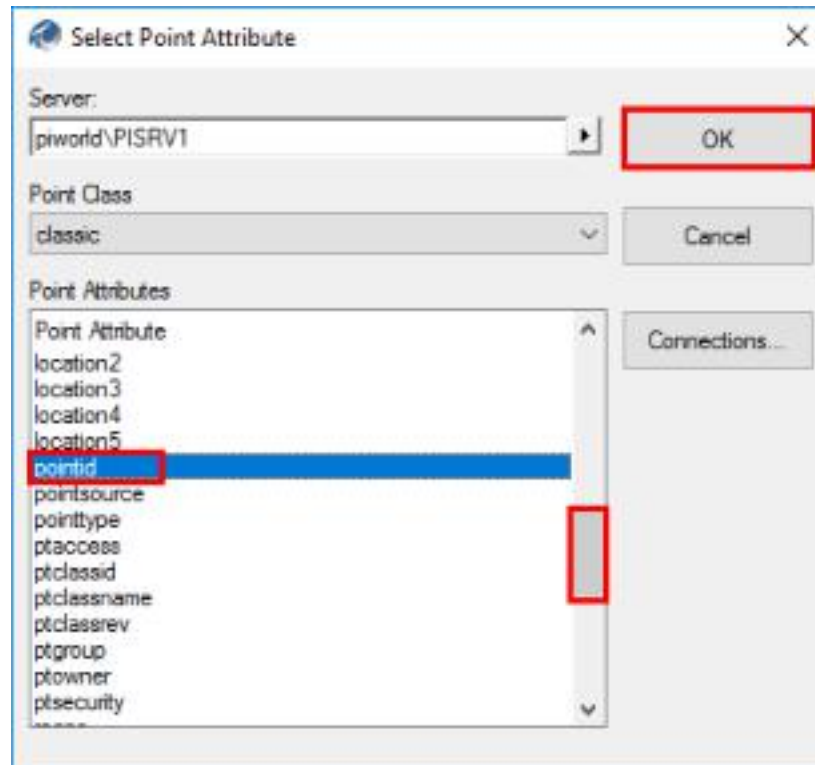 Select Point Attribute
Server:
piworld\PISRV1
OK
Point Class
classic
Cancel
Point Attributes
Point Attribute
Connections...
location2
location3
location4
location5
pointid
pointsource
pointtype
ptaccess
ptclassid
ptclassname
ptclassrev
ptgroup
ptowner
ptsecurity